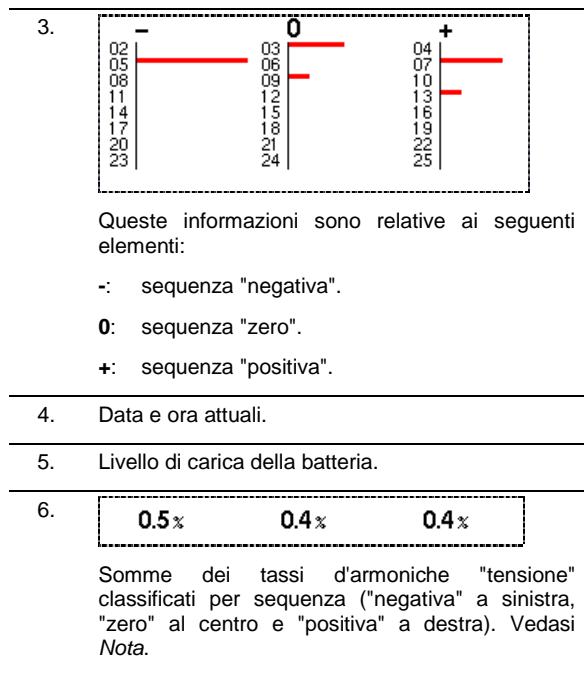 3.
- 0 +
02 03 04
05 06 07
08 09 10
11 12 13
14 15 16
17 18 19
20 21 22
23 24 25
Queste informazioni sono relative ai seguenti
elementi:
-: sequenza "negativa".
0: sequenza "zero".
+: sequenza "positiva".
4. Data e ora attuali.
5. Livello di carica della batteria.
6.
0.5% 0.4% 0.4%
Somme dei tassi d'armoniche "tensione"
classificati per sequenza ("negativa" a sinistra,
"zero" al centro e "positiva" a destra). Vedasi
Nota.